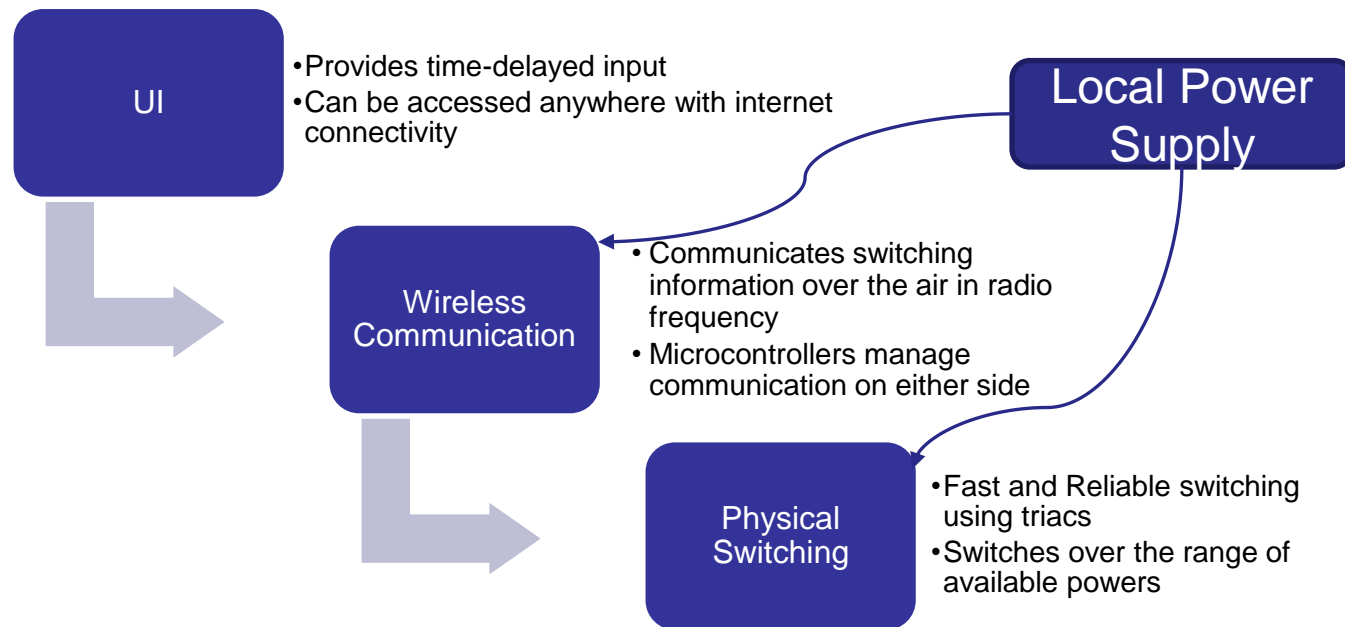 UI
•Provides time-delayed input
•Can be accessed anywhere with internet
connectivity
Local Power
Supply
Wireless
Communication
• Communicates switching
information over the air in radio
frequency
• Microcontrollers manage
communication on either side
Physical
Switching
•Fast and Reliable switching
using triacs
•Switches over the range of
available powers